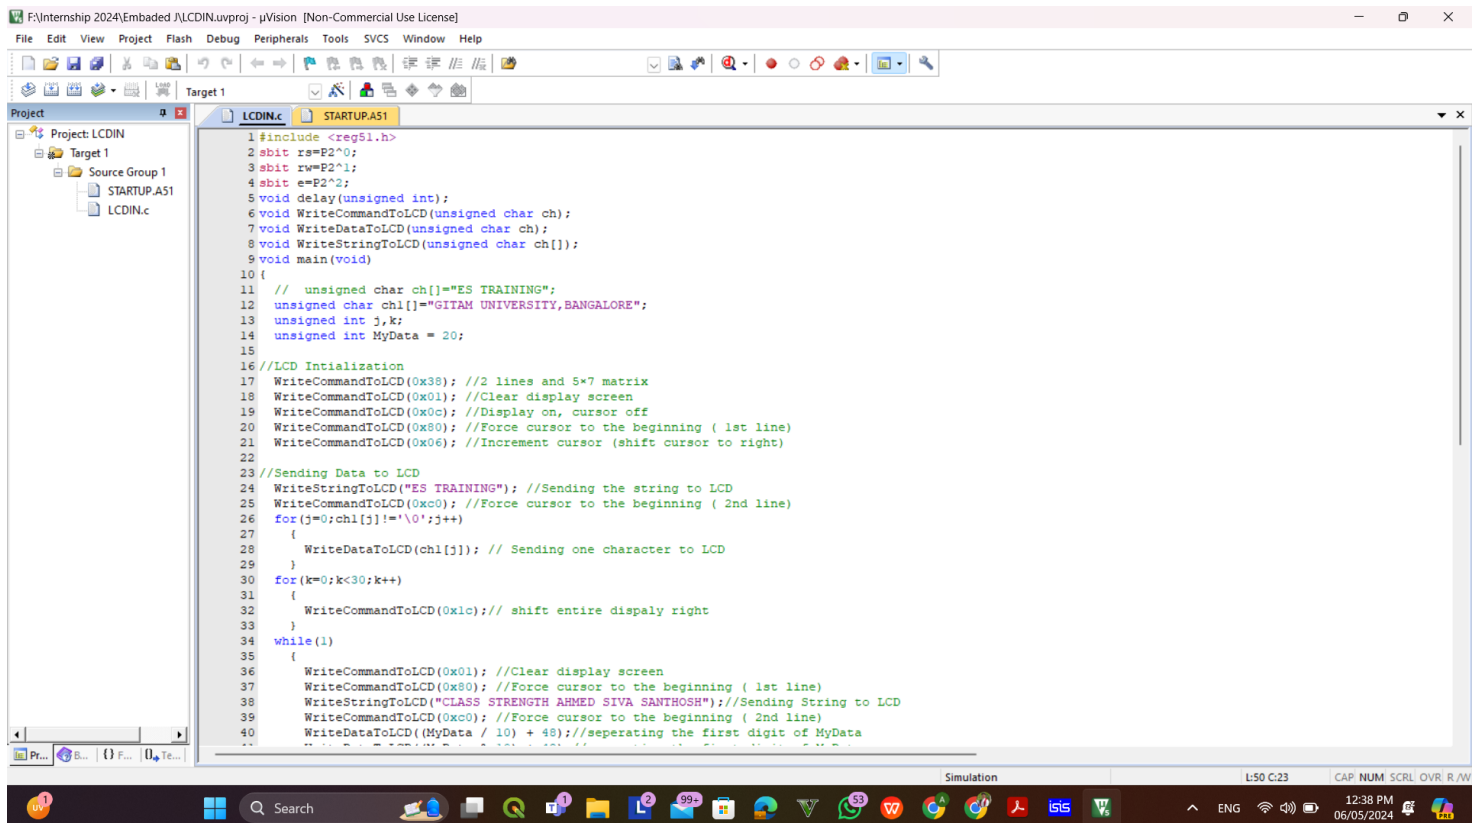 F:\Internship 2024\Embaded J\LCDIN.uvproj - µVision [Non-Commercial Use License]
File Edit View Project Flash Debug Peripherals Tools SVCS Window Help
LOAD Target 1
Project
LCDIN.c STARTUP.A51
Project: LCDIN
Target 1
Source Group 1
STARTUP.A51
LCDIN.c
1 #include <reg51.h>
2 sbit rs=P2^0;
3 sbit rw=P2^1;
4 sbit e=P2^2;
5 void delay(unsigned int);
6 void WriteCommandToLCD(unsigned char ch);
7 void WriteDataToLCD(unsigned char ch);
8 void WriteStringToLCD(unsigned char ch[]);
9 void main(void)
10 {
11 // unsigned char ch[]="ES TRAINING";
12 unsigned char ch1[]="GITAM UNIVERSITY,BANGALORE";
13 unsigned int j,k;
14 unsigned int MyData = 20;
15
16 //LCD Intialization
17 WriteCommandToLCD(0x38); //2 lines and 5×7 matrix
18 WriteCommandToLCD(0x01); //Clear display screen
19 WriteCommandToLCD(0x0c); //Display on, cursor off
20 WriteCommandToLCD(0x80); //Force cursor to the beginning ( 1st line)
21 WriteCommandToLCD(0x06); //Increment cursor (shift cursor to right)
22
23 //Sending Data to LCD
24 WriteStringToLCD("ES TRAINING"); //Sending the string to LCD
25 WriteCommandToLCD(0xc0); //Force cursor to the beginning ( 2nd line)
26 for(j=0;ch1[j]!='\0';j++)
27 {
28 WriteDataToLCD(ch1[j]); // Sending one character to LCD
29 }
30 for(k=0;k<30;k++)
31 {
32 WriteCommandToLCD(0x1c);// shift entire dispaly right
33 }
34 while(1)
35 {
36 WriteCommandToLCD(0x01); //Clear display screen
37 WriteCommandToLCD(0x80); //Force cursor to the beginning ( 1st line)
38 WriteStringToLCD("CLASS STRENGTH AHMED SIVA SANTHOSH");//Sending String to LCD
39 WriteCommandToLCD(0xc0); //Force cursor to the beginning ( 2nd line)
40 WriteDataToLCD((MyData / 10) + 48);//seperating the first digit of MyData
Pr... B... {} F... 0 Te...
Simulation L:50 C:23 CAP NUM SCRL OVR R/W
1 Search 1 2 99+ 53 A isis ENG 12:38 PM
06/05/2024 PRE